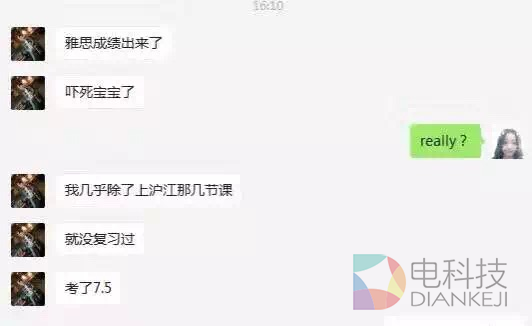 16:10
雅思成绩出来了
吓死宝宝了
really？
我几乎除了上沪江那几节课
就没复习过
考了7.5
电科技
DIANKEJI